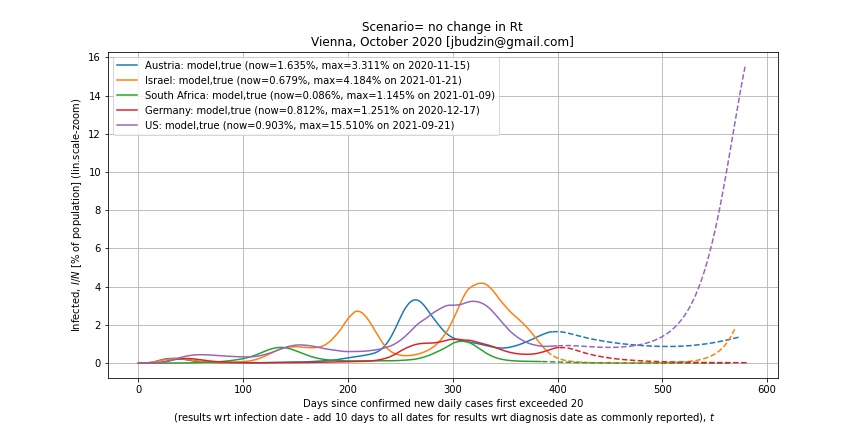 Scenario= no change in Rt
Vienna, October 2020 [jbudzin@gmail.com]
Austria: model,true (now=1.635%, max=3.311% on 2020-11-15)
Israel: model,true (now=0.679%, max=4.184% on 2021-01-21)
South Africa: model,true (now=0.086%, max=1.145% on 2021-01-09)
Germany: model,true (now=0.812%, max=1.251% on 2020-12-17)
US: model,true (now=0.903%, max=15.510% on 2021-09-21)
Infected, I/N [% of population] (lin.scale-zoom)
16
14
12
10
8
6
4
2
0
0 100 200 300 400 500 600
Days since confirmed new daily cases first exceeded 20
(results wrt infection date - add 10 days to all dates for results wrt diagnosis date as commonly reported), t